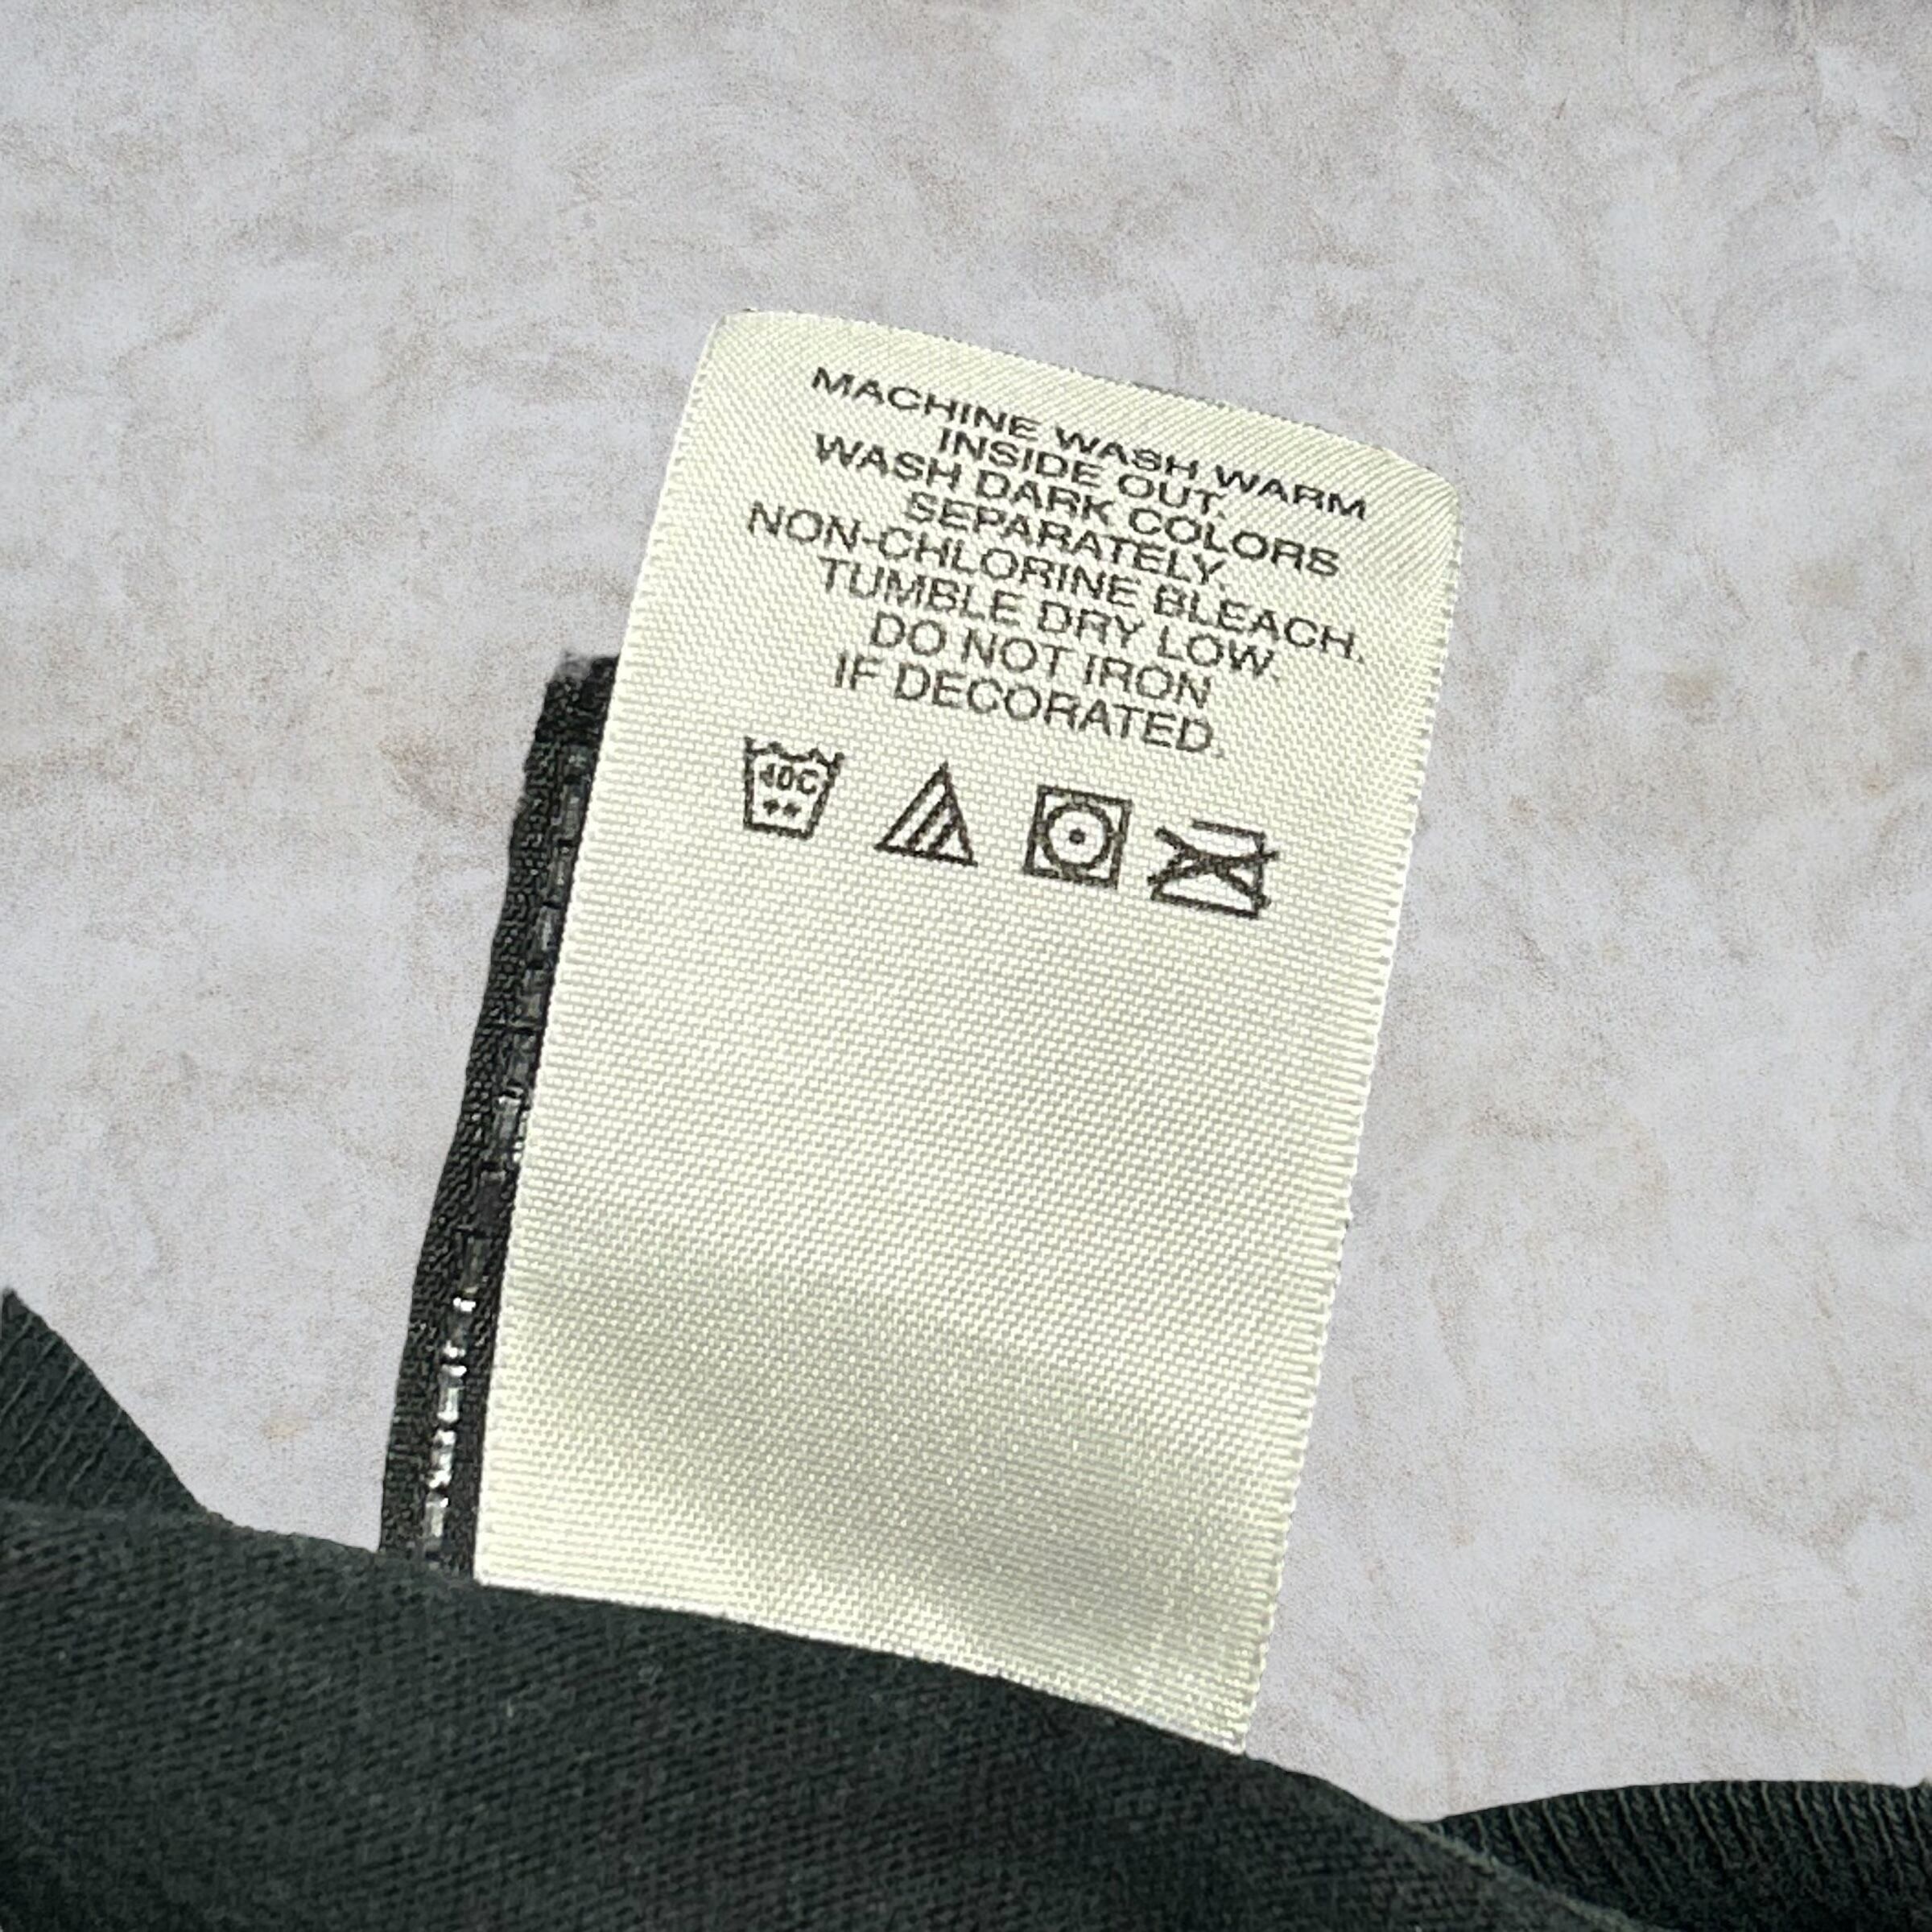 MACHINE WASH WARM
INSIDE OUT.
WASH DARK COLORS
SEPARATELY.
NON-CHLORINE BLEACH.
TUMBLE DRY LOW.
DO NOT IRON
IF DECORATED.
40C